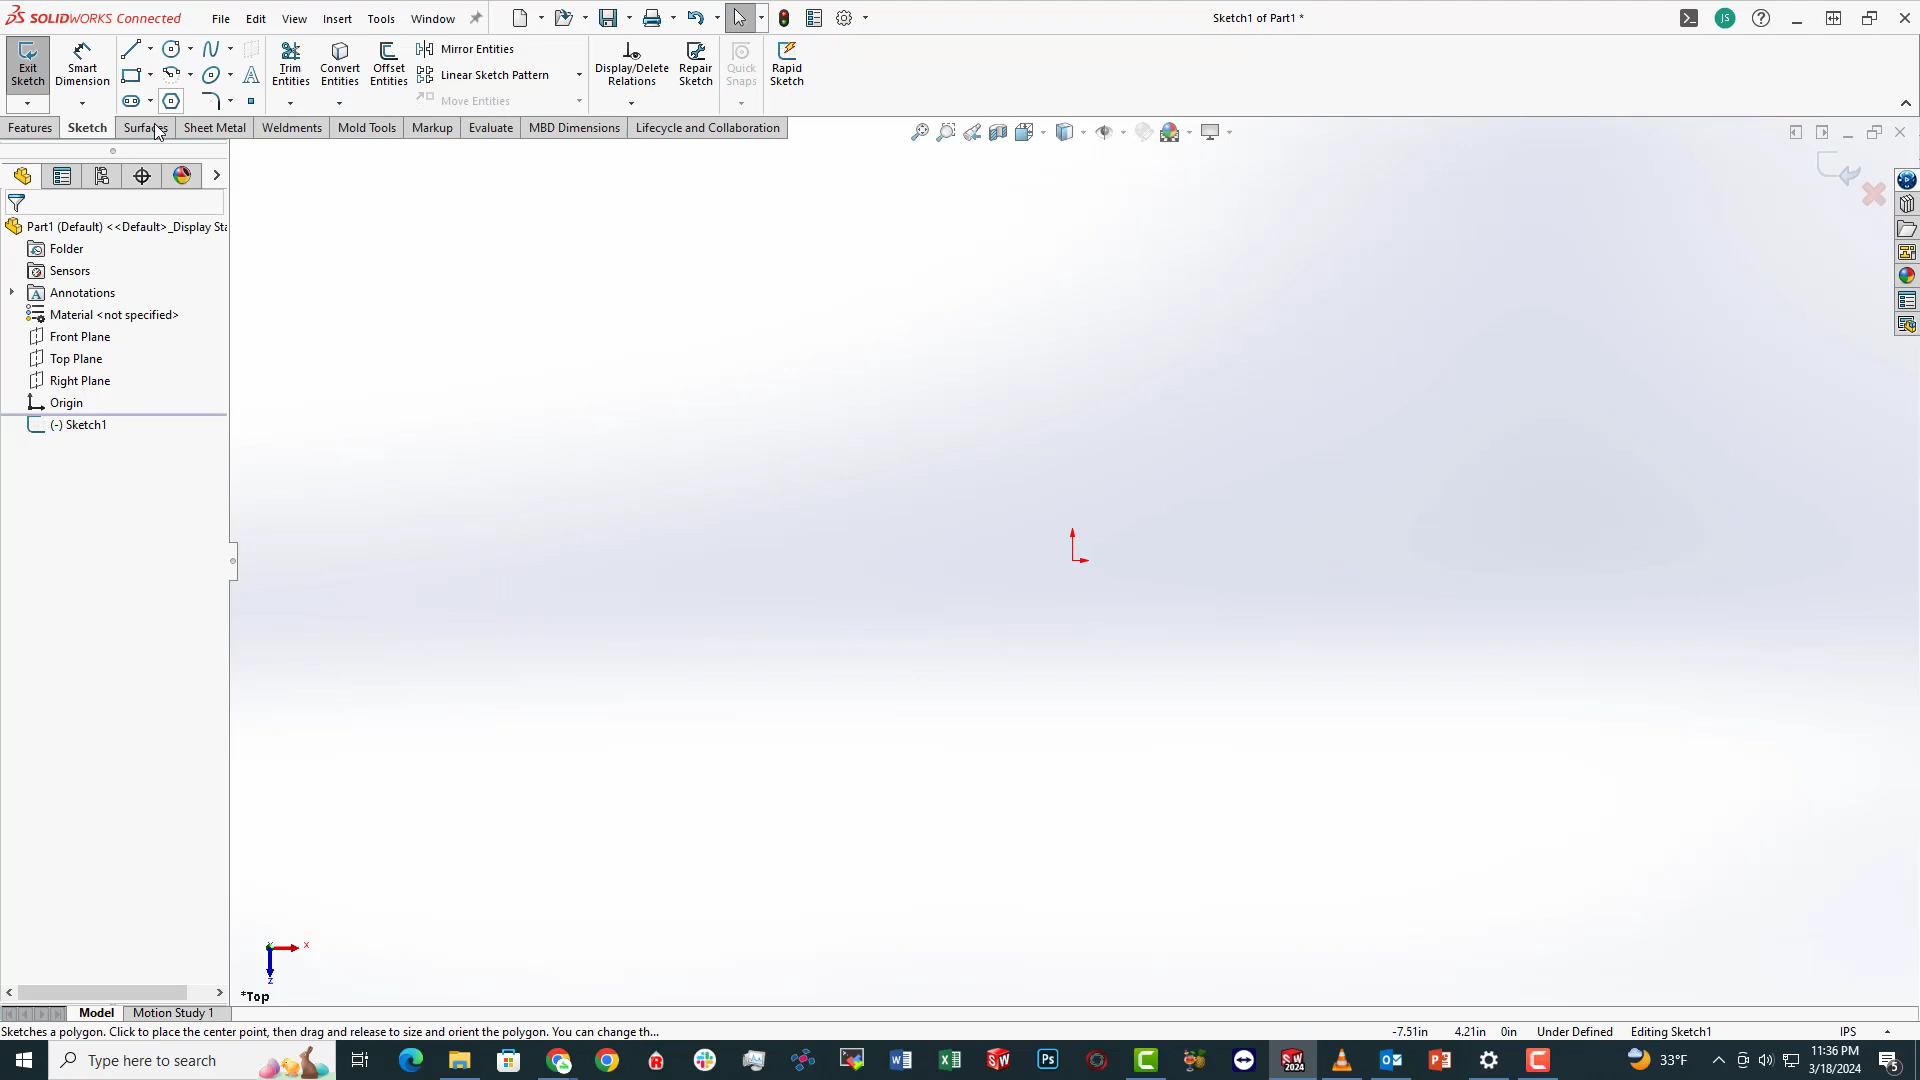 SOLIDWORKS Connected
File Edit View Insert Tools Window
Sketch1 of Part1 *
JS
Exit Sketch
Smart Dimension
Trim Entities
Convert Entities
Offset Entities
Mirror Entities
Linear Sketch Pattern
Move Entities
Display/Delete Relations
Repair Sketch
Quick Snaps
Rapid Sketch
Features Sketch Surfaces Sheet Metal Weldments Mold Tools Markup Evaluate MBD Dimensions Lifecycle and Collaboration
Part1 (Default) <<Default>_Display Sta
Folder
Sensors
Annotations
Material <not specified>
Front Plane
Top Plane
Right Plane
Origin
(-) Sketch1
x
Z
*Top
Model Motion Study 1
Sketches a polygon. Click to place the center point, then drag and release to size and orient the polygon. You can change th...
-7.51in 4.21in 0in Under Defined Editing Sketch1 IPS
Type here to search
SW 2024
33°F
11:36 PM
3/18/2024
5